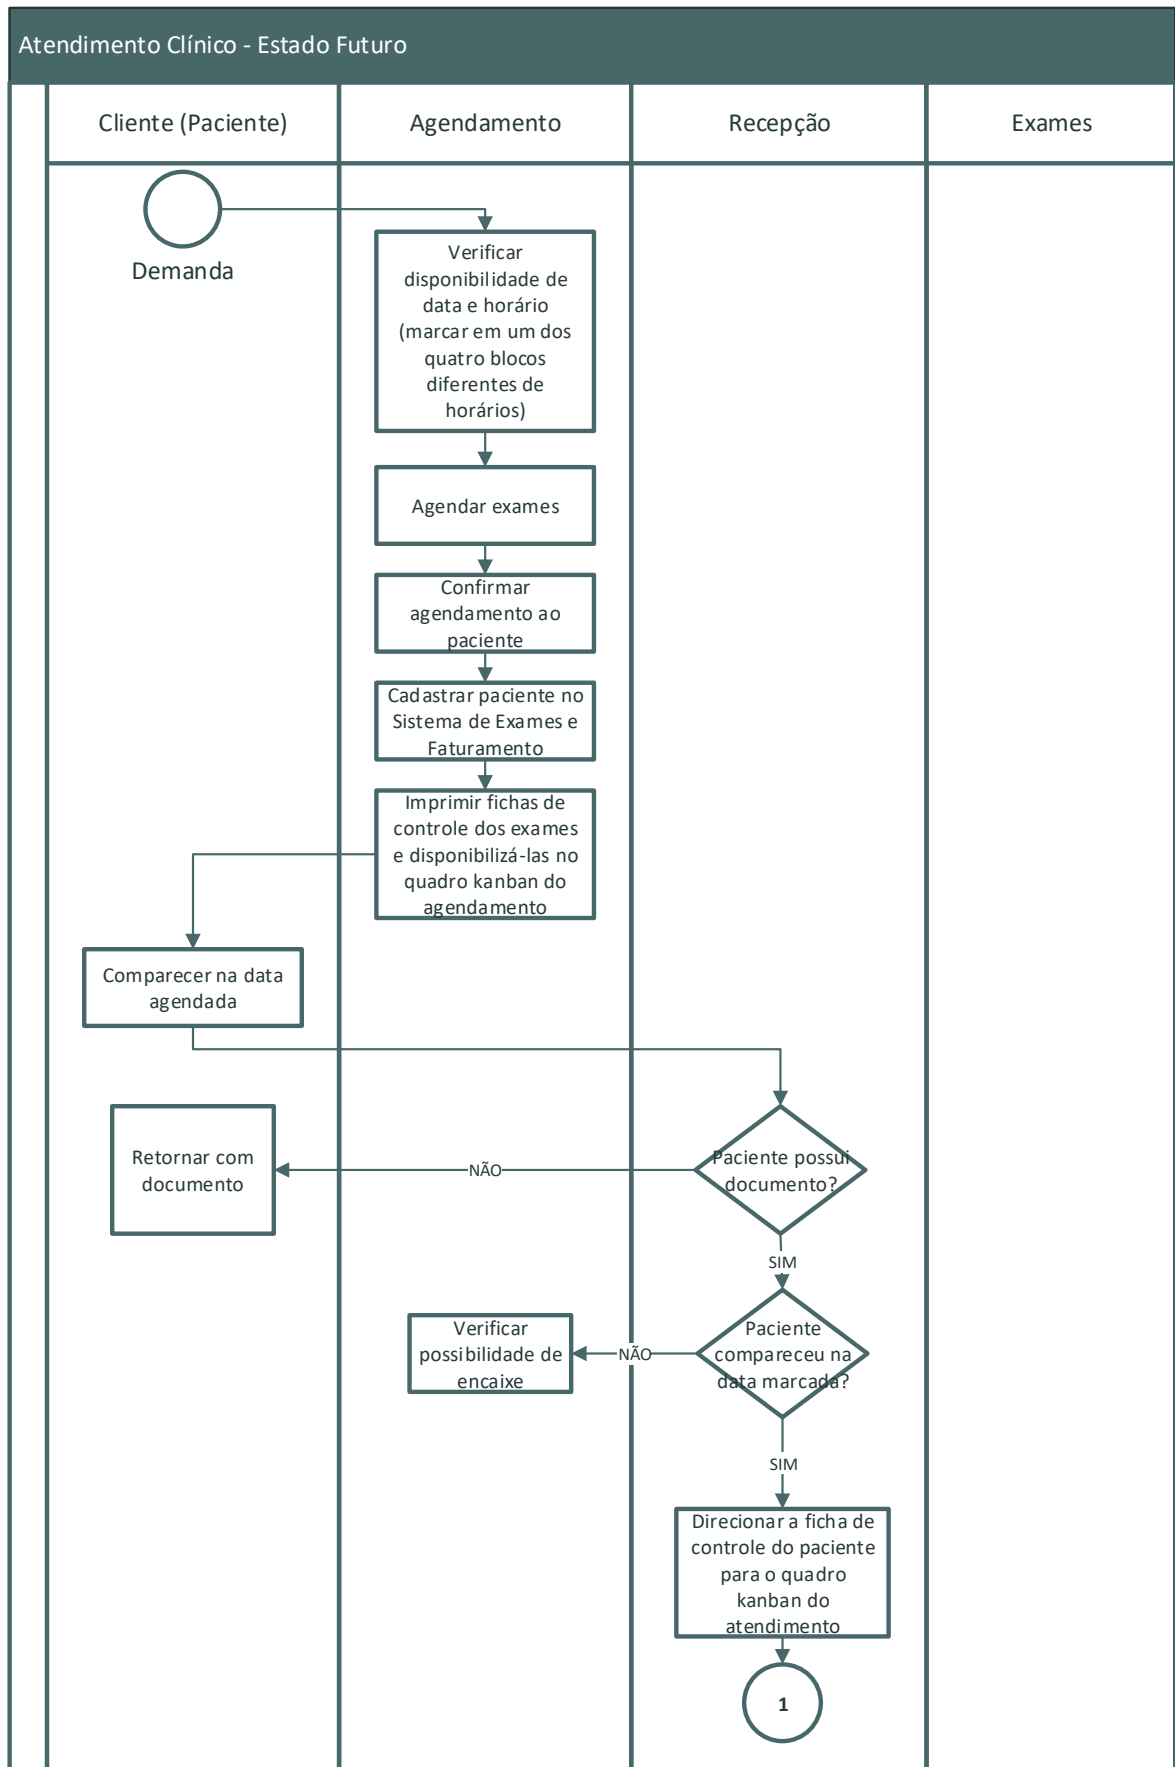 Atendimento Clínico - Estado Futuro
Cliente (Paciente)
Agendamento
Recepção
Exames
Demanda
Verificar
disponibilidade de
data e horário
(marcar em um dos
quatro blocos
diferentes de
horários)
Agendar exames
Confirmar
agendamento ao
paciente
Cadastrar paciente no
Sistema de Exames e
Faturamento
Imprimir fichas de
controle dos exames
e disponibilizá-las no
quadro kanban do
agendamento
Comparecer na data
agendada
Paciente possui
documento?
NÃO
Retornar com
documento
SIM
Paciente
compareceu na
data marcada?
NÃO
Verificar
possibilidade de
encaixe
SIM
Direcionar a ficha de
controle do paciente
para o quadro
kanban do
atendimento
1